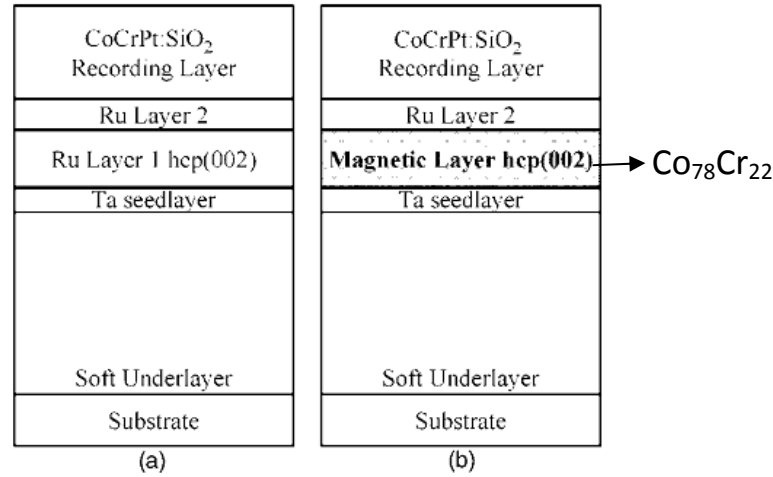 CoCrPt:SiO₂
Recording Layer
Ru Layer 2
Ru Layer 1 hcp(002)
Ta seedlayer
Soft Underlayer
Substrate
(a)
CoCrPt:SiO₂
Recording Layer
Ru Layer 2
Magnetic Layer hcp(002)
Co₇₈Cr₂₂
Ta seedlayer
Soft Underlayer
Substrate
(b)